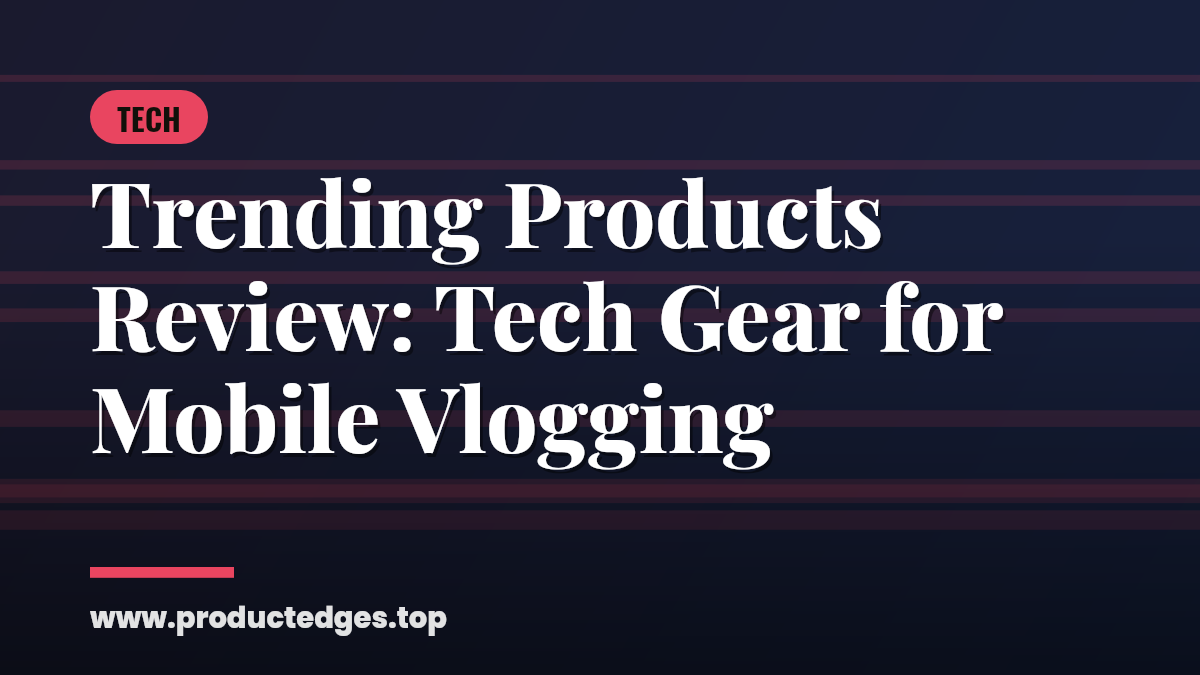 TECH
Trending Products
Review: Tech Gear for
Mobile Vlogging
www.productedges.top